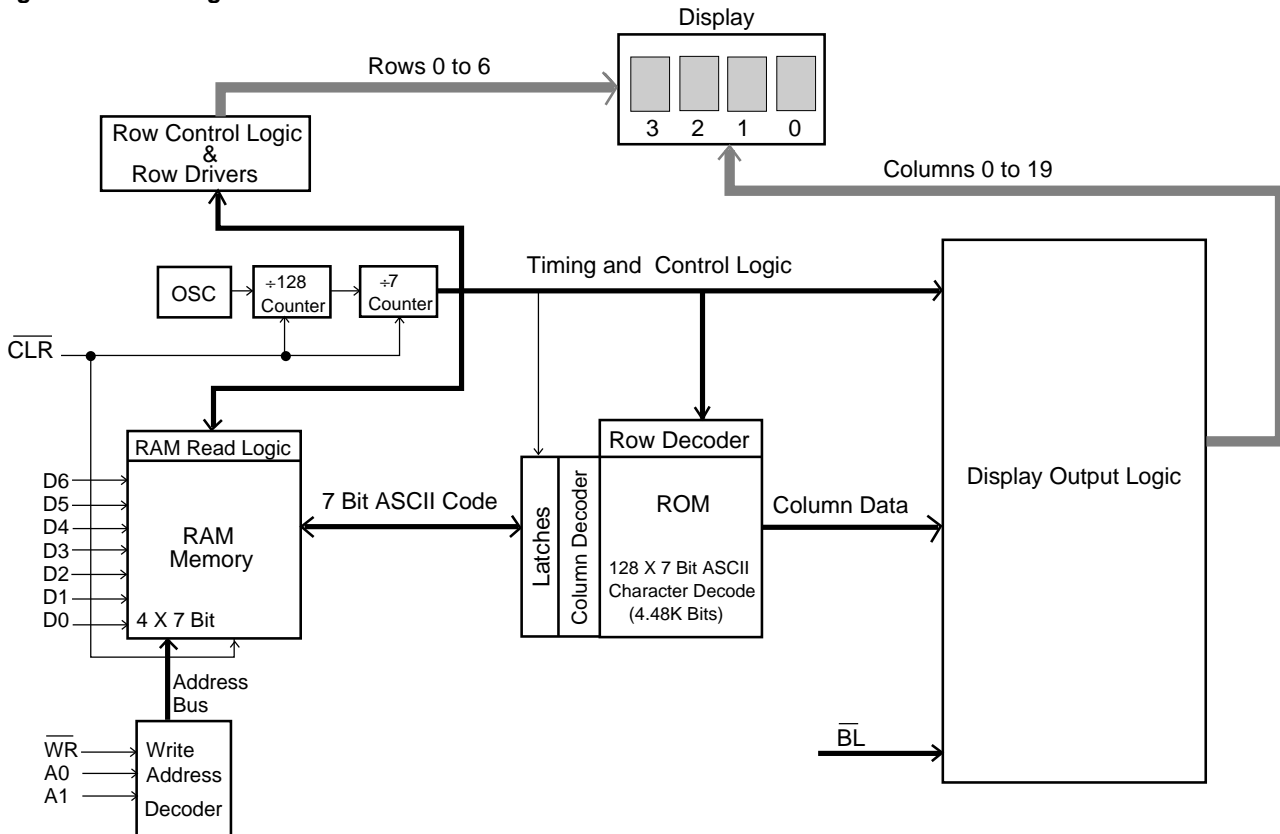 Display
Rows 0 to 6
3 2 1 0
Row Control Logic
&
Row Drivers
Columns 0 to 19
Timing and Control Logic
OSC
÷128
Counter
÷7
Counter
C̅L̅R̅
RAM Read Logic
Row Decoder
D6
D5
D4
D3
D2
D1
D0
RAM
Memory
4 X 7 Bit
7 Bit ASCII Code
Latches
Column Decoder
ROM
128 X 7 Bit ASCII
Character Decode
(4.48K Bits)
Column Data
Display Output Logic
Address
Bus
W̅R̅
A0
A1
Write
Address
Decoder
B̅L̅